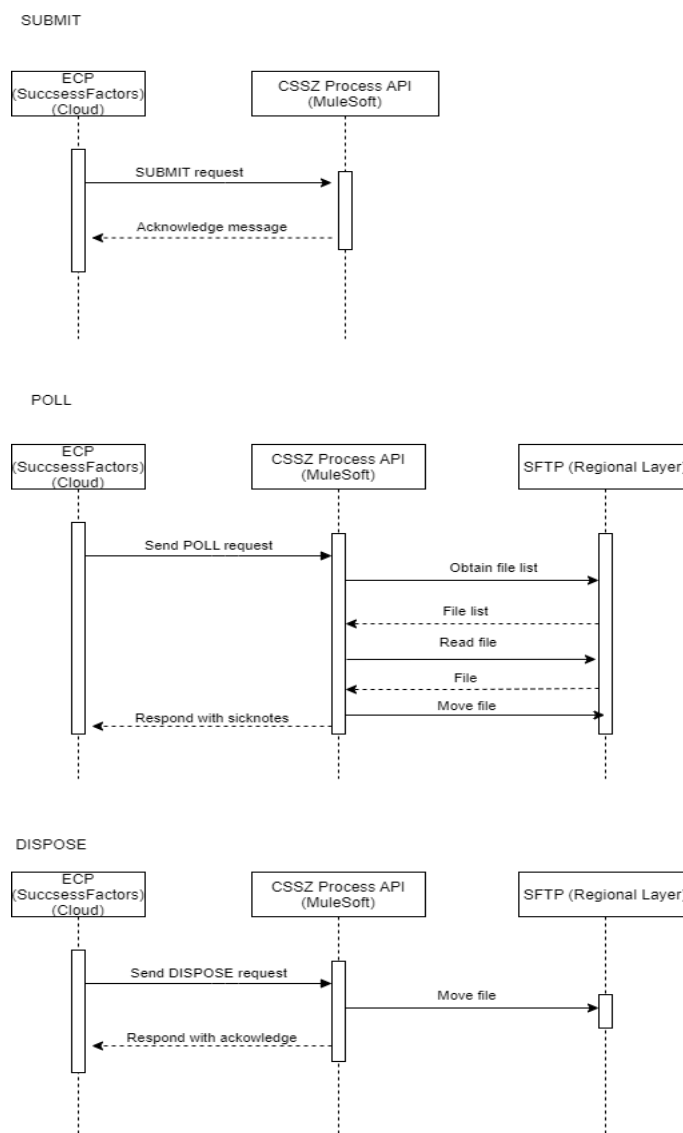 SUBMIT
ECP
(SuccsessFactors)
(Cloud)
CSSZ Process API
(MuleSoft)
SUBMIT request
Acknowledge message
POLL
ECP
(SuccsessFactors)
(Cloud)
CSSZ Process API
(MuleSoft)
SFTP (Regional Layer)
Send POLL request
Obtain file list
File list
Read file
File
Move file
Respond with sicknotes
DISPOSE
ECP
(SuccsessFactors)
(Cloud)
CSSZ Process API
(MuleSoft)
SFTP (Regional Layer)
Send DISPOSE request
Move file
Respond with ackowledge